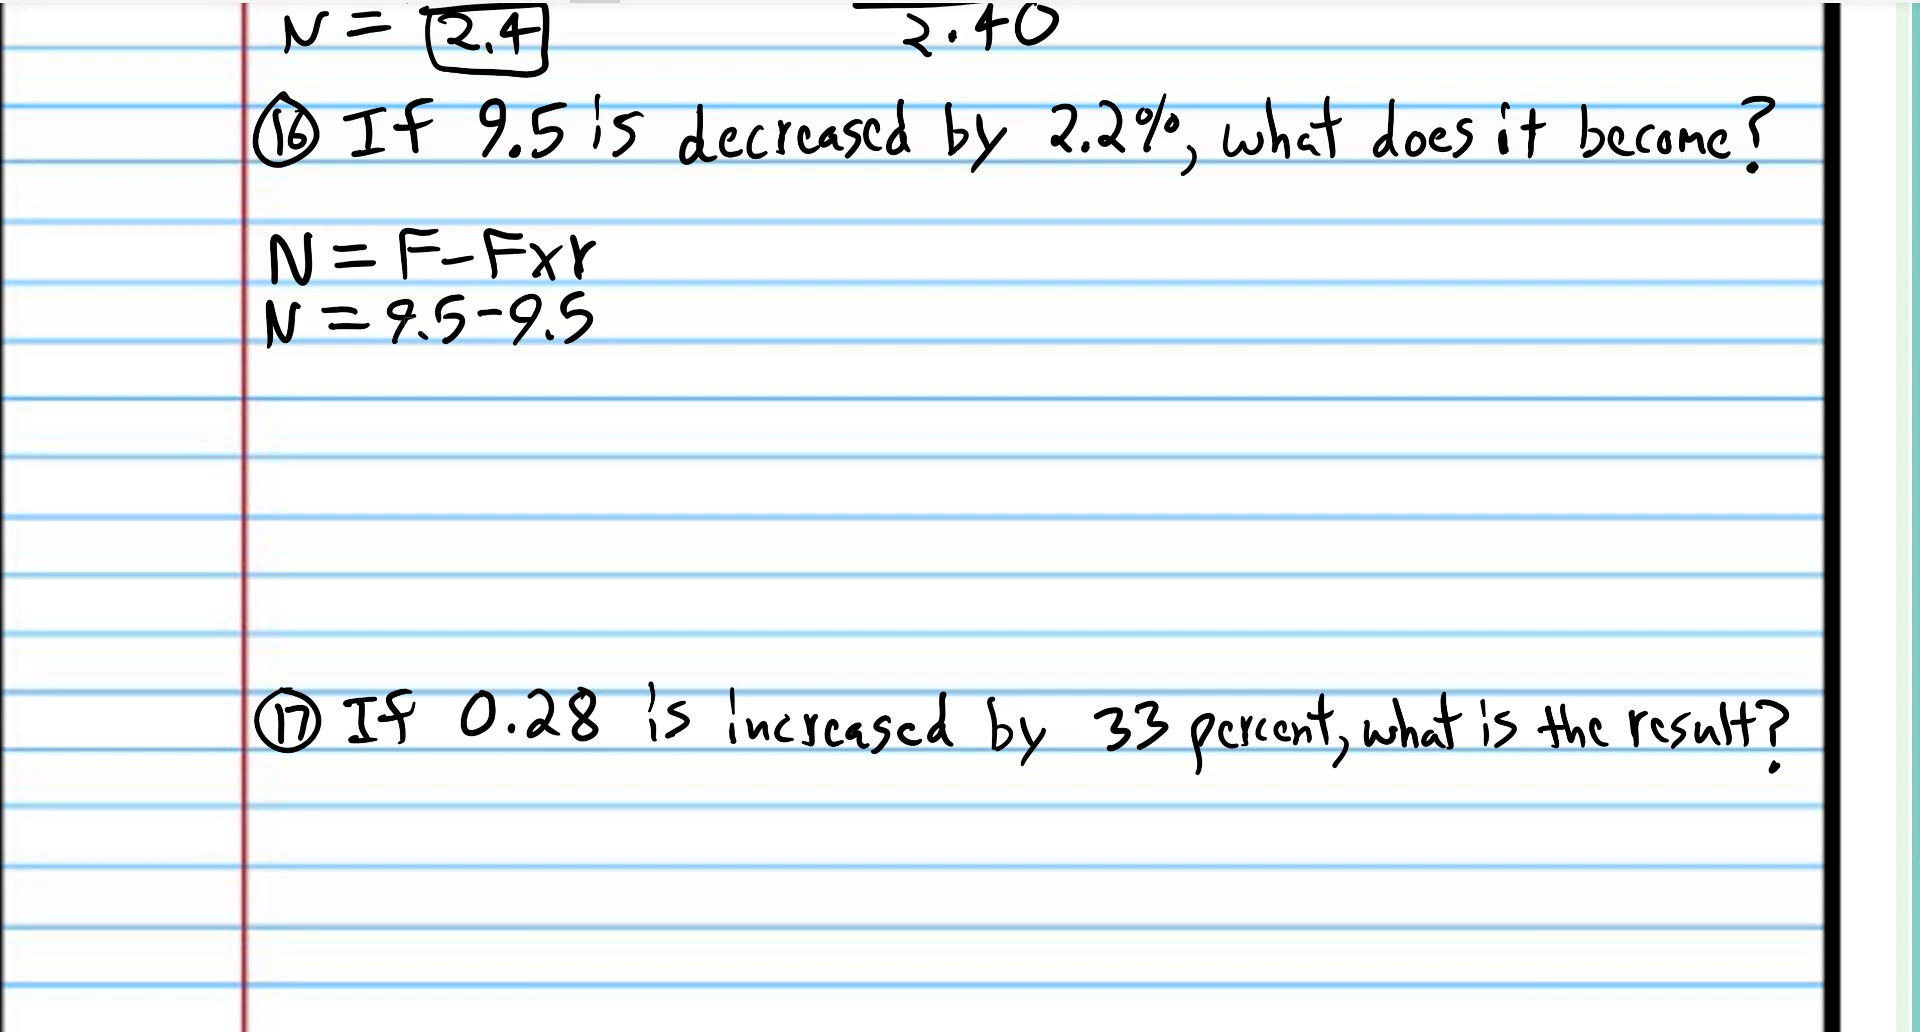 N = 2.4 2.40
16 If 9.5 is decreased by 2.2%, what does it become?
N = F - F x r
N = 9.5 - 9.5
17 If 0.28 is increased by 33 percent, what is the result?